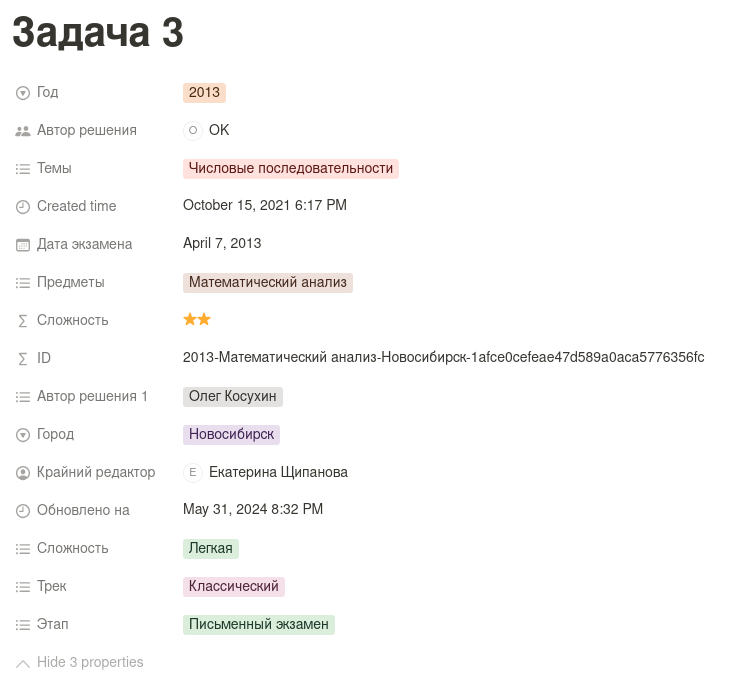 Задача 3
Год 2013
Автор решения O OK
Темы Числовые последовательности
Created time October 15, 2021 6:17 PM
Дата экзамена April 7, 2013
Предметы Математический анализ
Сложность ⭐⭐
ID 2013-Математический анализ-Новосибирск-1afce0cefeae47d589a0aca5776356fc
Автор решения 1 Олег Косухин
Город Новосибирск
Крайний редактор E Екатерина Щипанова
Обновлено на May 31, 2024 8:32 PM
Сложность Легкая
Трек Классический
Этап Письменный экзамен
Hide 3 properties